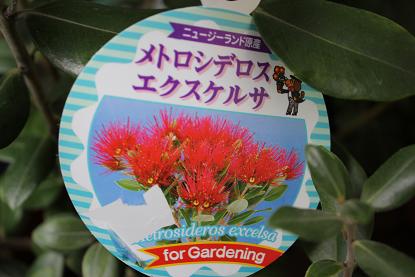 ニュージーランド原産
メトロシデロス
エクスケルサ
etrosideros excelsa
for Gardening